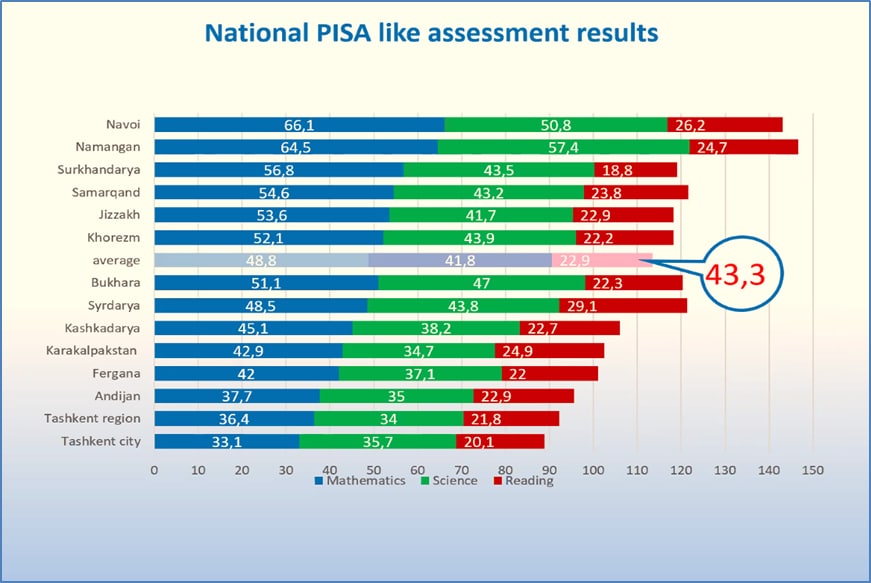 National PISA like assessment results
Navoi 66,1 50,8 26,2
Namangan 64,5 57,4 24,7
Surkhandarya 56,8 43,5 18,8
Samarqand 54,6 43,2 23,8
Jizzakh 53,6 41,7 22,9
Khorezm 52,1 43,9 22,2
average 48,8 41,8 22,9
43,3
Bukhara 51,1 47 22,3
Syrdarya 48,5 43,8 29,1
Kashkadarya 45,1 38,2 22,7
Karakalpakstan 42,9 34,7 24,9
Fergana 42 37,1 22
Andijan 37,7 35 22,9
Tashkent region 36,4 34 21,8
Tashkent city 33,1 35,7 20,1
0 10 20 30 40 50 60 70 80 90 100 110 120 130 140 150
Mathematics Science Reading